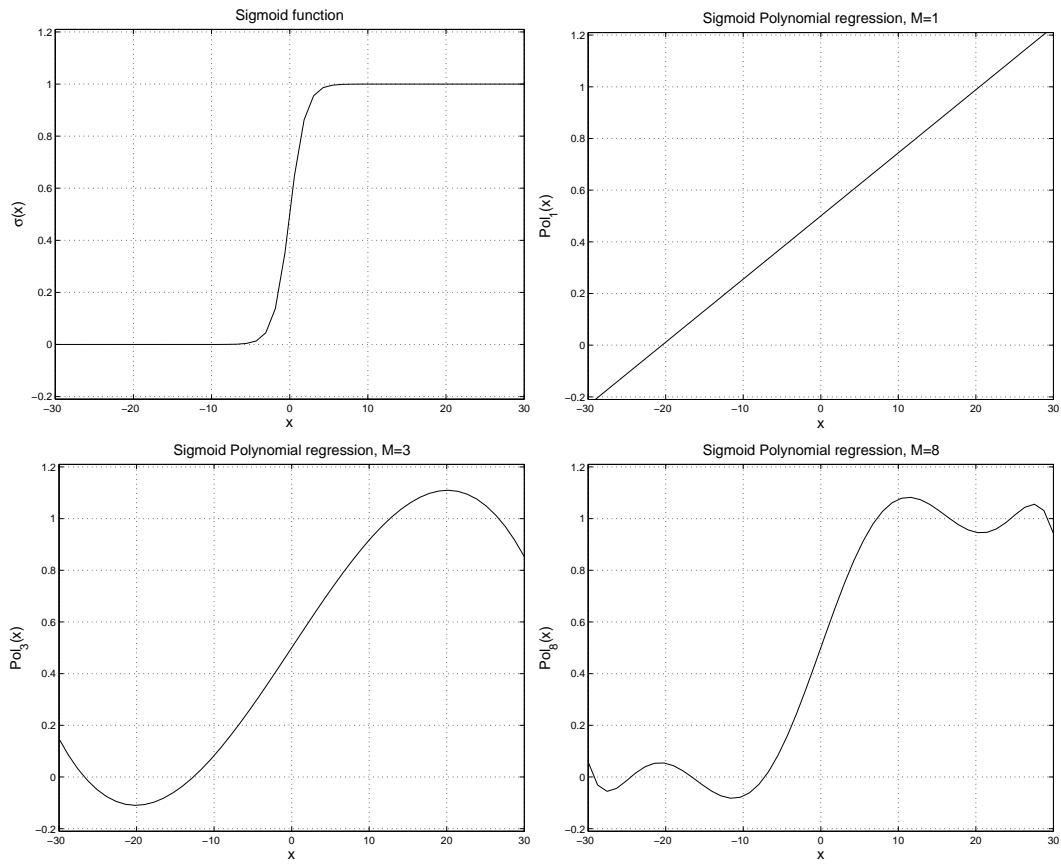 Sigmoid function
1.2
1
0.8
0.6
0.4
0.2
0
−0.2
σ(x)
−30 −20 −10 0 10 20 30
x
Sigmoid Polynomial regression, M=1
1.2
1
0.8
0.6
0.4
0.2
0
−0.2
Pol1(x)
−30 −20 −10 0 10 20 30
x
Sigmoid Polynomial regression, M=3
1.2
1
0.8
0.6
0.4
0.2
0
−0.2
Pol3(x)
−30 −20 −10 0 10 20 30
x
Sigmoid Polynomial regression, M=8
1.2
1
0.8
0.6
0.4
0.2
0
−0.2
Pol8(x)
−30 −20 −10 0 10 20 30
x